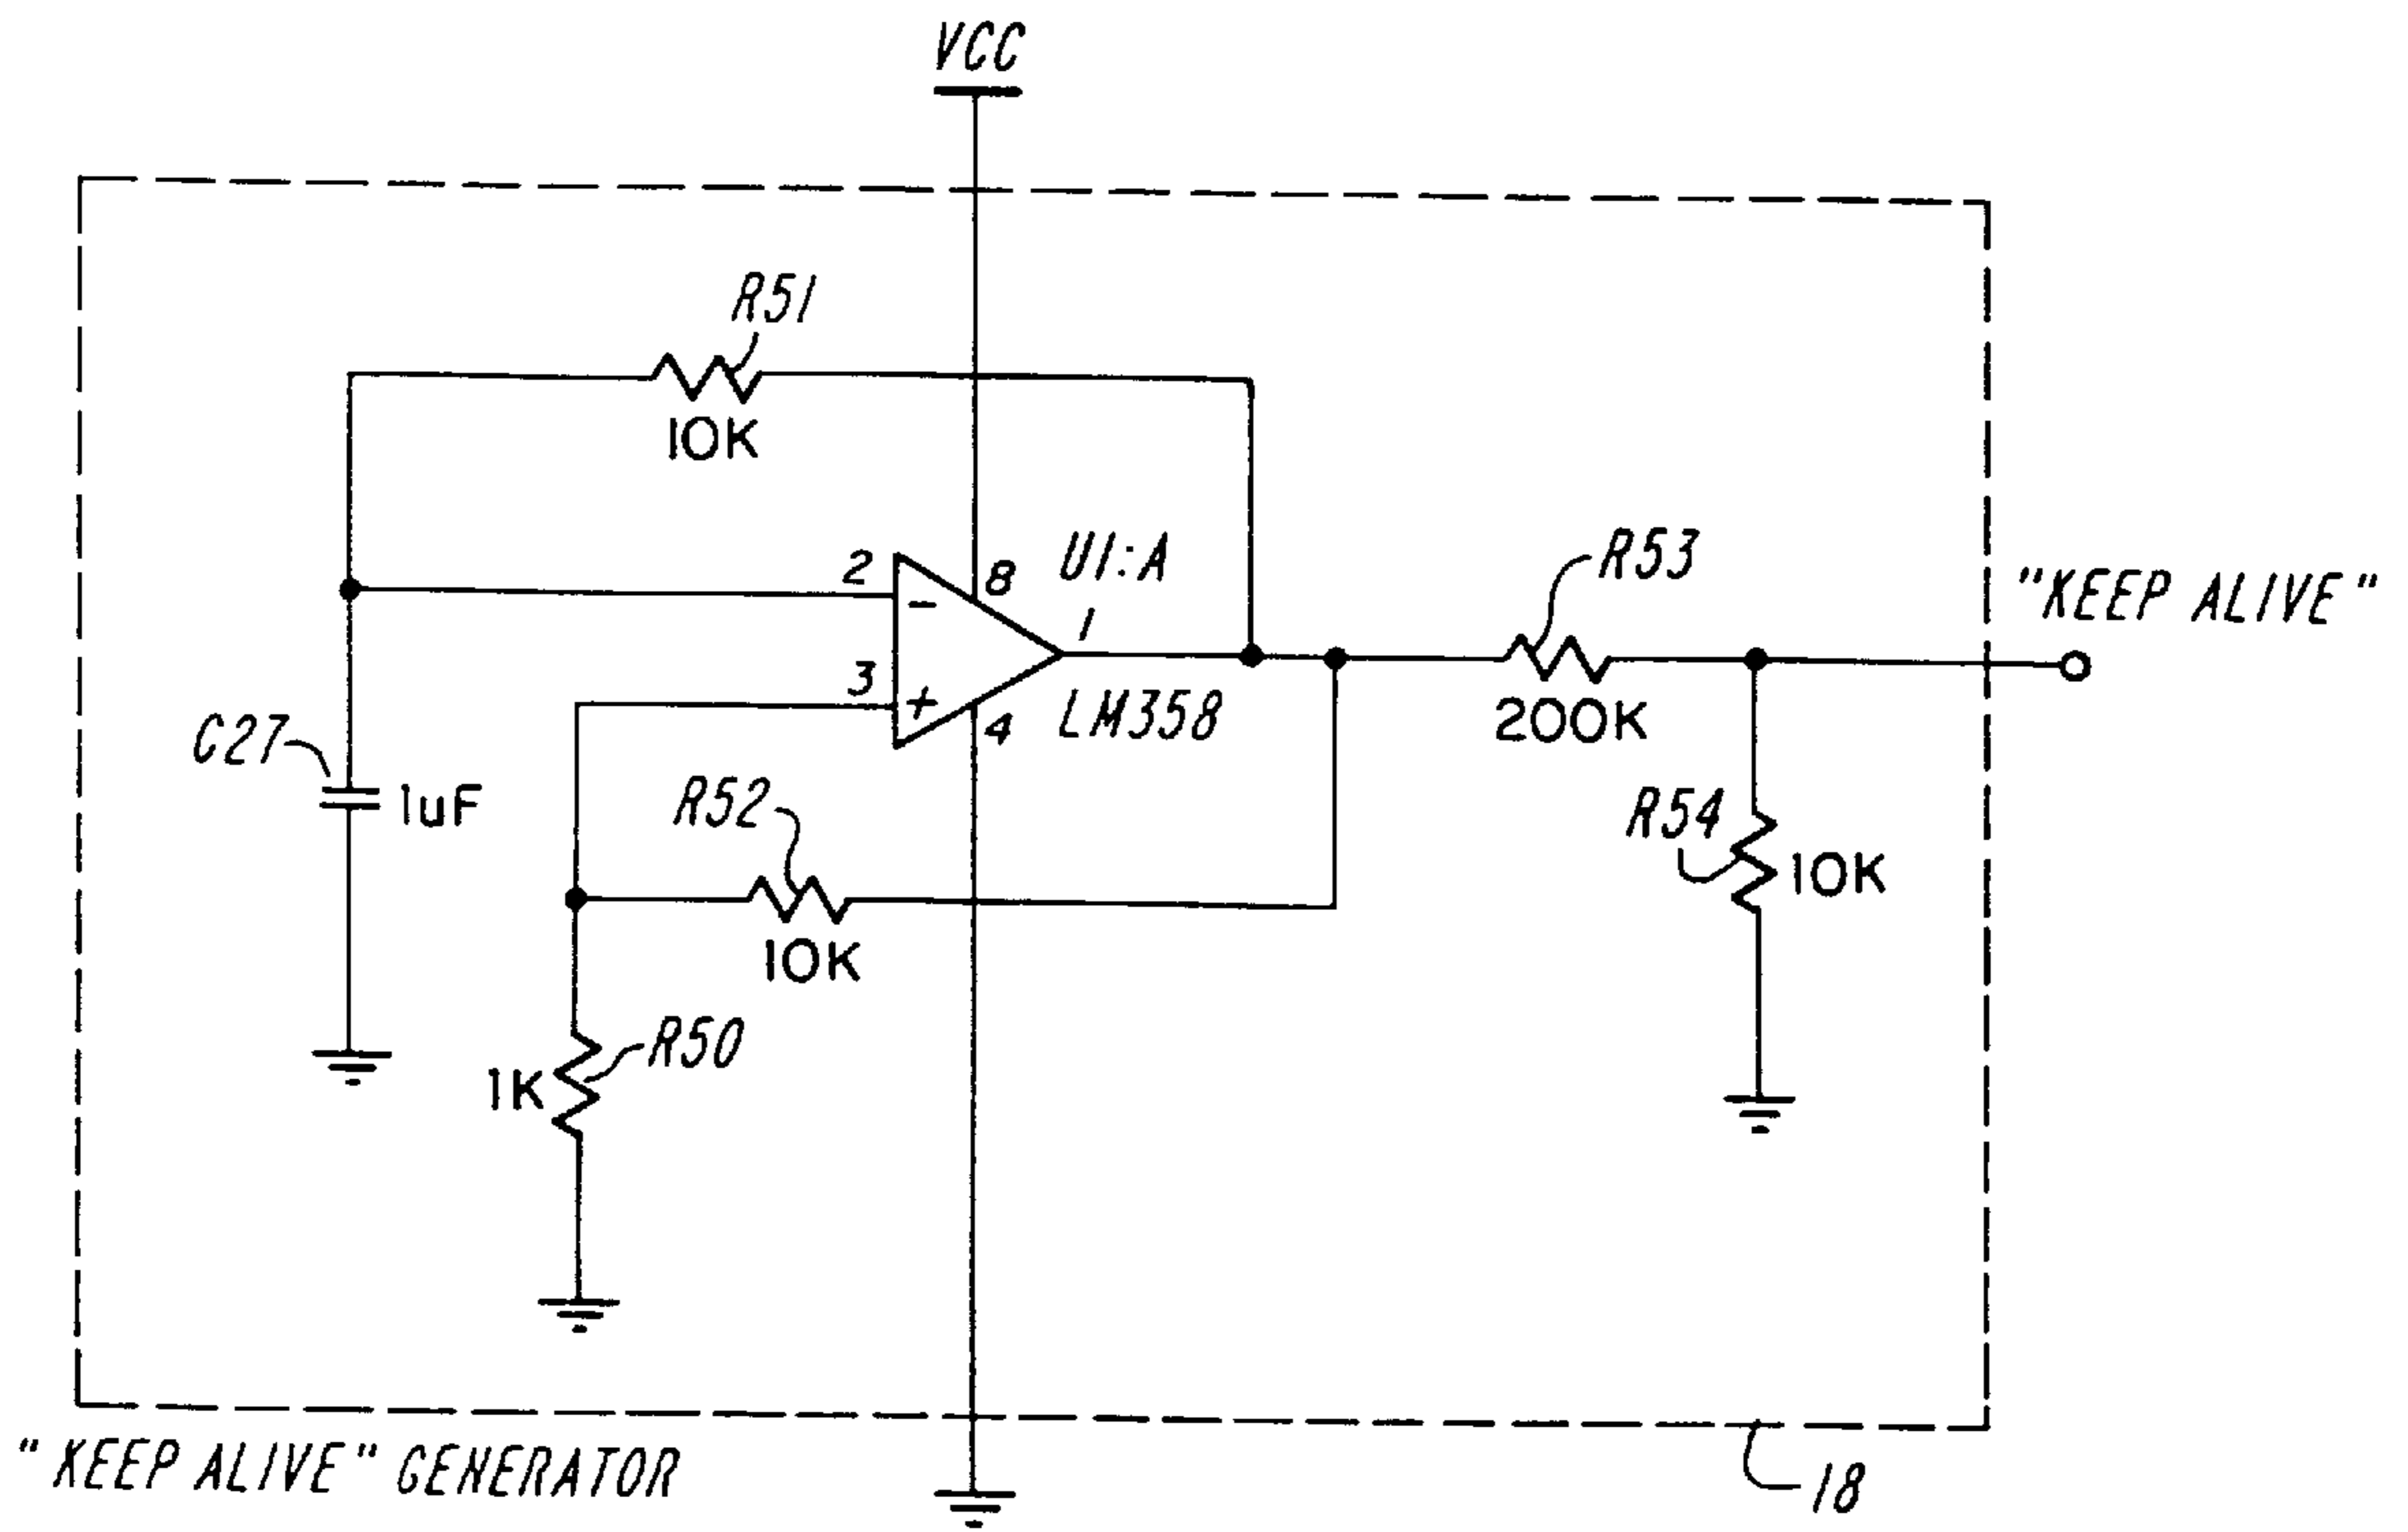 VCC
R51
10K
2
8
U1:A
1
R53
"KEEP ALIVE"
3
+
-
4
LM358
200K
C27
1uF
R52
10K
R54
10K
1K
R50
"KEEP ALIVE" GENERATOR
18